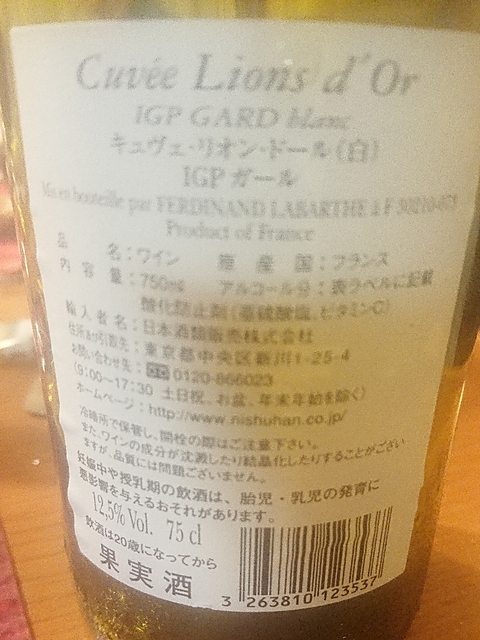 Cuvée Lions d'Or
IGP GARD blanc
キュヴェ・リオン・ドール(白)
IGP ガール
Mis en bouteille par FERDINAND LABARTHE à F 30210-073
Product of France
品 名:ワイン 原 産 国:フランス
内 容 量:750ml アルコール分:表ラベルに記載
酸化防止剤(亜硫酸塩、ビタミンC)
輸入者名:日本酒類販売株式会社
住所及び引取先:東京都中央区新川1-25-4
お問い合わせ先: 0120-866023
(9:00~17:30 土日祝、お盆、年末年始を除く)
ホームページ:http://www.nishuhan.co.jp/
冷暗所で保管し、開栓の際はご注意下さい。
また、ワインの成分が沈澱したり結晶化したりすることがござい
ますが、品質には問題ございません。
妊娠中や授乳期の飲酒は、胎児・乳児の発育に
悪影響を与えるおそれがあります。
12,5% Vol. 75 cl
飲酒は20歳になってから
果実酒
3 263810 123537